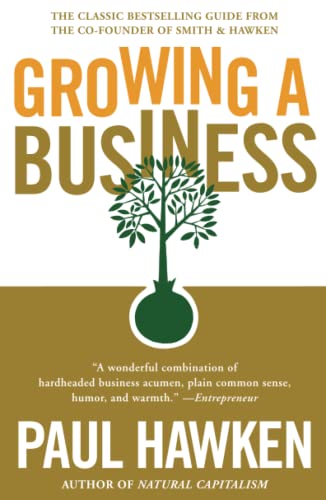 THE CLASSIC BESTSELLING GUIDE FROM
THE CO-FOUNDER OF SMITH & HAWKEN
GROWING A
BUSINESS
“A wonderful combination of
hardheaded business acumen, plain common sense,
humor, and warmth.” —Entrepreneur
PAUL HAWKEN
AUTHOR OF NATURAL CAPITALISM